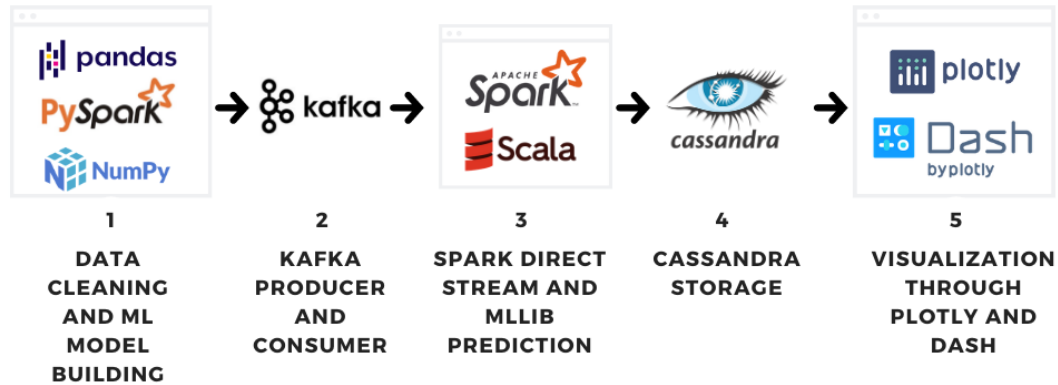 pandas
PySpark
NumPy
kafka
APACHE
Spark
TM
Scala
cassandra
plotly
Dash
byplotly
1
DATA
CLEANING
AND ML
MODEL
BUILDING
2
KAFKA
PRODUCER
AND
CONSUMER
3
SPARK DIRECT
STREAM AND
MLLIB
PREDICTION
4
CASSANDRA
STORAGE
5
VISUALIZATION
THROUGH
PLOTLY AND
DASH